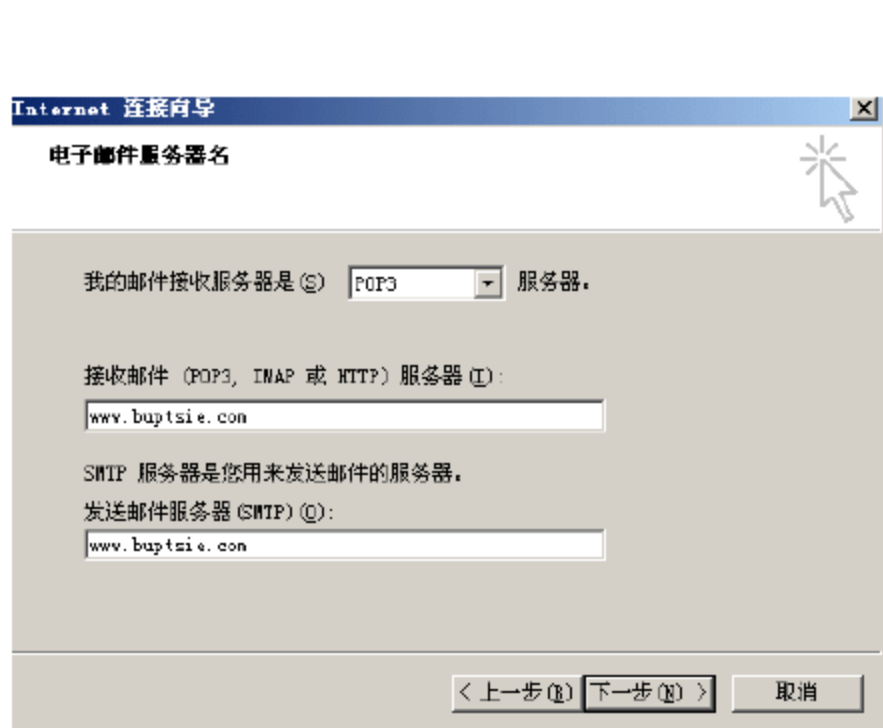 Internet 连接向导
电子邮件服务器名
我的邮件接收服务器是(S) POP3 服务器。
接收邮件 (POP3, IMAP 或 HTTP) 服务器(I):
www.buptsie.com
SMTP 服务器是您用来发送邮件的服务器。
发送邮件服务器(SMTP)(O):
www.buptsie.com
< 上一步(B) 下一步(N) > 取消